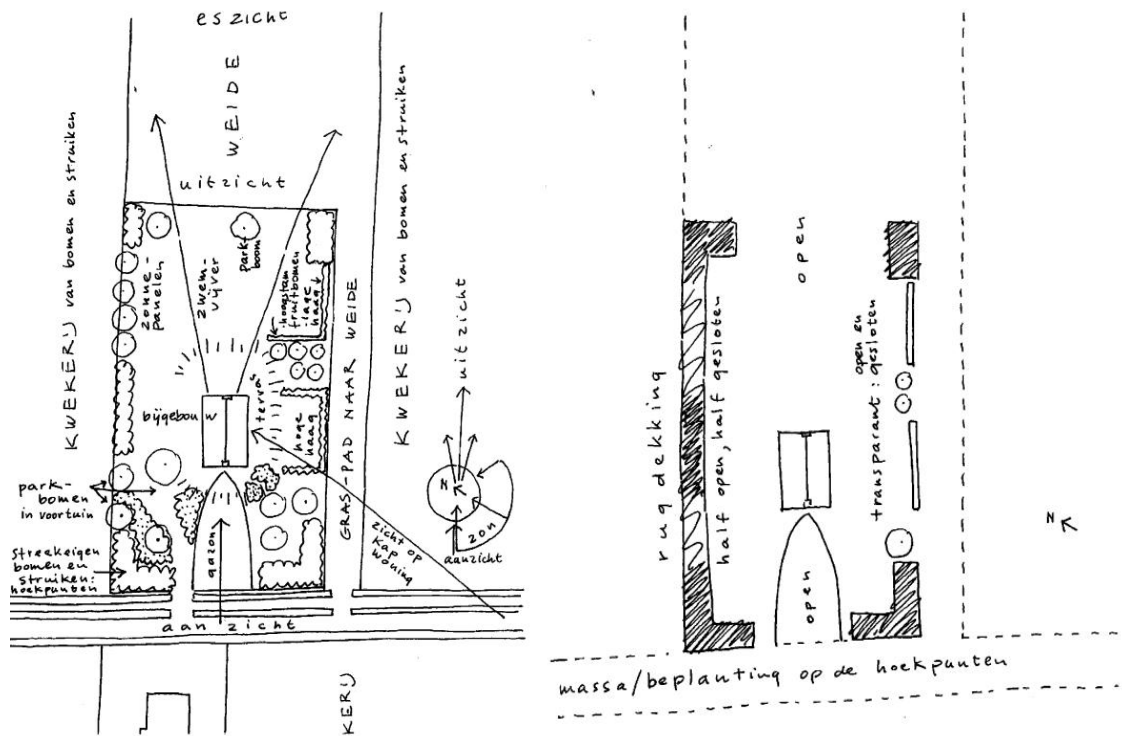 es zicht
WEIDE
uitzicht
KWEKERIJ van bomen en struiken
KWEKERIJ van bomen en struiken
zonne-
panelen
zwem-
vijver
park-
boom
hoogstam
fruitbomen
-lage
haag
bijgebouw
terras
hoge
haag
GRAS-PAD NAAR WEIDE
park-
bomen
in voortuin
streekeigen
bomen en
struiken:
hoekpunten
gazon
zicht op
kap
woning
aanzicht
KERIJ
uitzicht
N
zon
aanzicht
open
rug dekking
half open, half gesloten
open en
transparant: gesloten
open
N
massa/beplanting op de hoekpunten